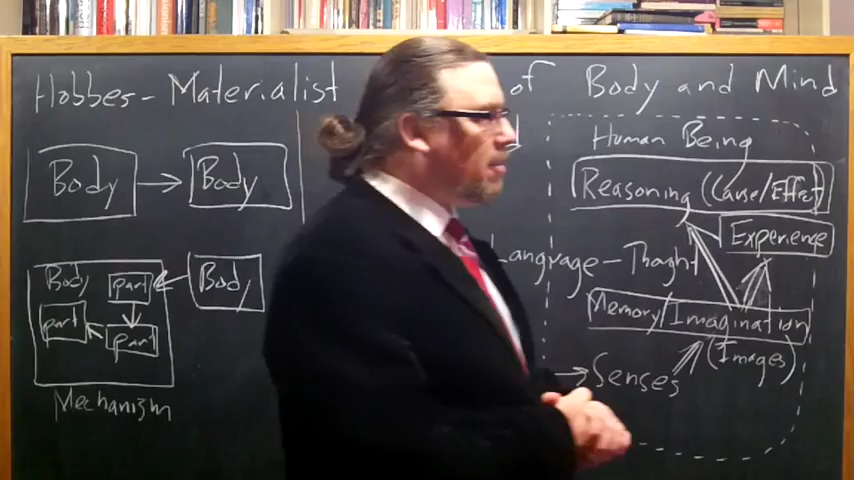 Hobbes - Materialist of Body and Mind
Body → Body
Body part
part part
Body
Mechanism
Human Being
Reasoning (Cause/Effect)
Experience
Language - Thought
Memory/Imagination
(Images)
→ Senses